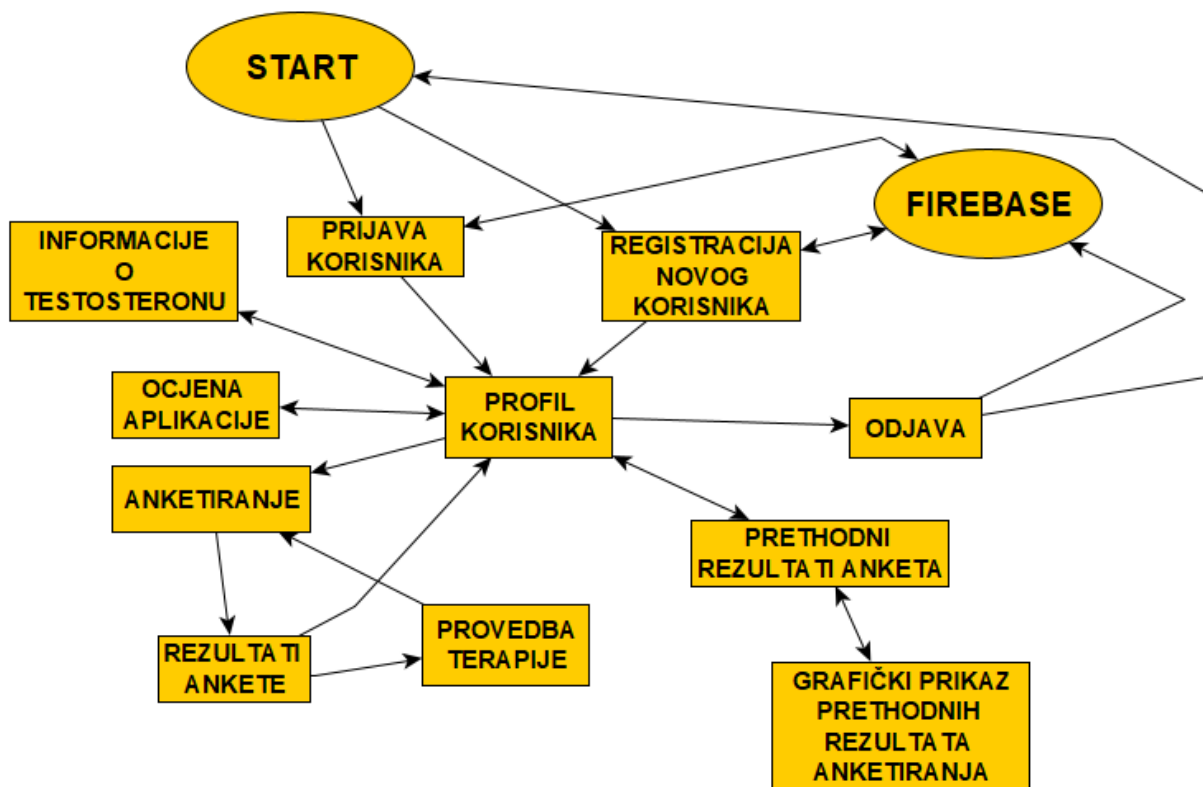 START
FIREBASE
PRIJAVA
KORISNIKA
INFORMACIJE
O
TESTOSTERONU
REGISTRACIJA
NOVOG
KORISNIKA
OCJENA
APLIKACIJE
PROFIL
KORISNIKA
ODJAVA
ANKETIRANJE
PRETHODNI
REZULTATI ANKETA
REZULTATI
ANKETE
PROVEDBA
TERAPIJE
GRAFIČKI PRIKAZ
PRETHODNIH
REZULTATA
ANKETIRANJA